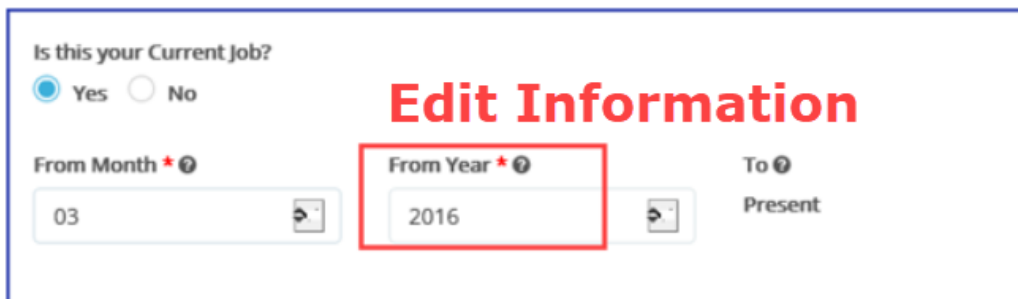 Is this your Current Job?
Yes No
Edit Information
From Month * From Year * To
03 2016 Present